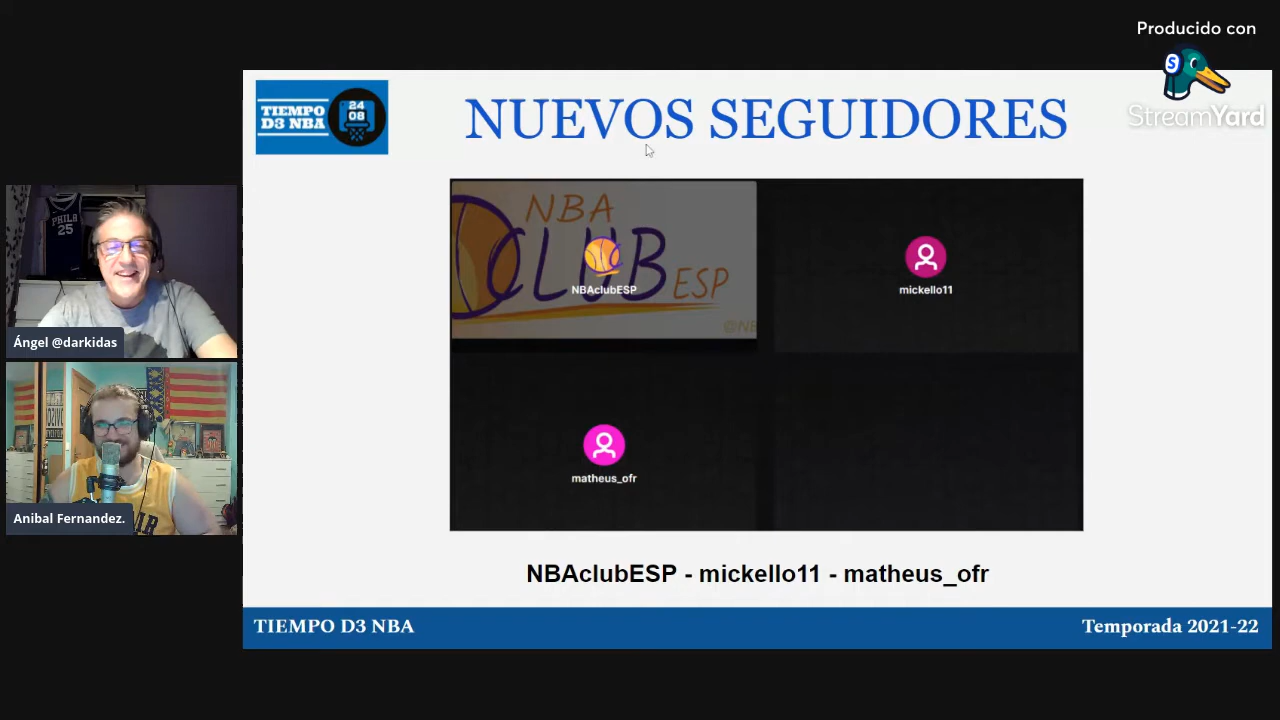 Producido con
StreamYard
TIEMPO
D3 NBA
24
08
NUEVOS SEGUIDORES
NBA
CLUB
ESP
NBAclubESP
mickello11
matheus_ofr
PHILA
25
Ángel @darkidas
Anibal Fernandez.
NBAclubESP - mickello11 - matheus_ofr
TIEMPO D3 NBA
Temporada 2021-22